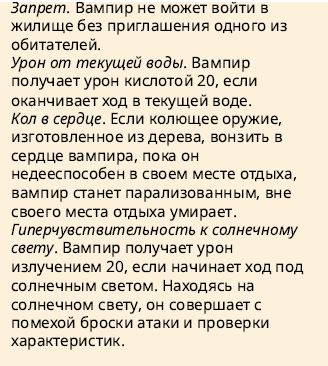 Запрет. Вампир не может войти в
жилище без приглашения одного из
обитателей.
Урон от текущей воды. Вампир
получает урон кислотой 20, если
оканчивает ход в текущей воде.
Кол в сердце. Если колющее оружие,
изготовленное из дерева, вонзить в
сердце вампира, пока он
недееспособен в своем месте отдыха,
вампир станет парализованным, вне
своего места отдыха умирает.
Гиперчувствительность к солнечному
свету. Вампир получает урон
излучением 20, если начинает ход под
солнечным светом. Находясь на
солнечном свету, он совершает с
помехой броски атаки и проверки
характеристик.